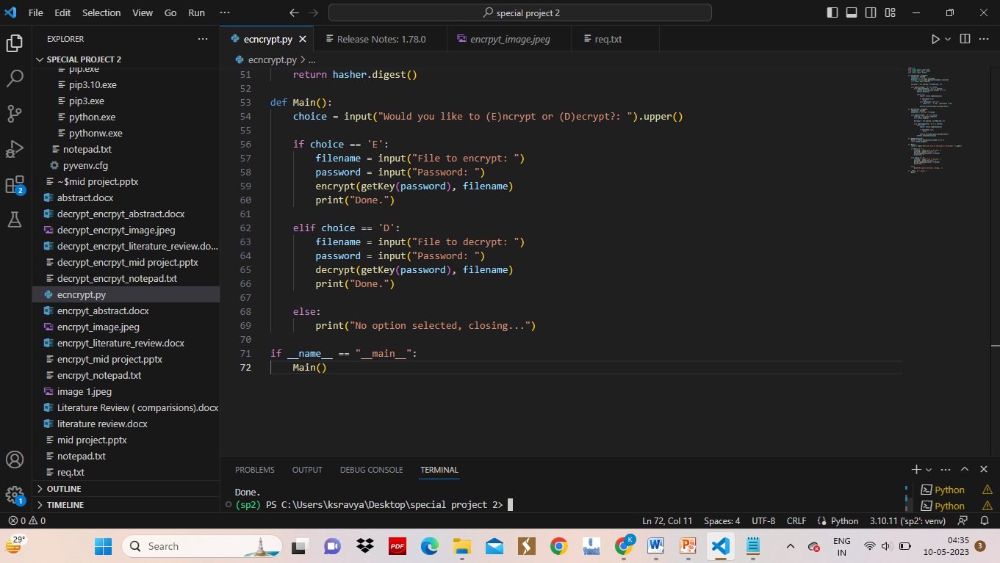 File Edit Selection View Go Run ··· special project 2
EXPLORER ···
SPECIAL PROJECT 2
pip.exe
pip3.10.exe
pip3.exe
python.exe
pythonw.exe
notepad.txt
pyvenv.cfg
~$mid project.pptx
abstract.docx
decrypt_encrpyt_abstract.docx
decrypt_encrpyt_image.jpeg
decrypt_encrpyt_literature_review.do...
decrypt_encrpyt_mid project.pptx
decrypt_encrpyt_notepad.txt
ecncrypt.py
encrpyt_abstract.docx
encrpyt_image.jpeg
encrpyt_literature_review.docx
encrpyt_mid project.pptx
encrpyt_notepad.txt
image 1.jpeg
Literature Review ( comparisions).docx
literature review.docx
mid project.pptx
notepad.txt
req.txt
OUTLINE
TIMELINE
2
1
ecncrypt.py Release Notes: 1.78.0 encrpyt_image.jpeg req.txt
ecncrypt.py > ...
51 return hasher.digest()
52
53 def Main():
54 choice = input("Would you like to (E)ncrypt or (D)ecrypt?: ").upper()
55
56 if choice == 'E':
57 filename = input("File to encrypt: ")
58 password = input("Password: ")
59 encrypt(getKey(password), filename)
60 print("Done.")
61
62 elif choice == 'D':
63 filename = input("File to decrypt: ")
64 password = input("Password: ")
65 decrypt(getKey(password), filename)
66 print("Done.")
67
68 else:
69 print("No option selected, closing...")
70
71 if __name__ == "__main__":
72 Main()
PROBLEMS OUTPUT DEBUG CONSOLE TERMINAL
Done.
(sp2) PS C:\Users\ksravya\Desktop\special project 2>
Python
Python
0 0 Ln 72, Col 11 Spaces: 4 UTF-8 CRLF Python 3.10.11 ('sp2': venv)
29° Search PDF K W P ENG 04:35
IN 10-05-2023 3